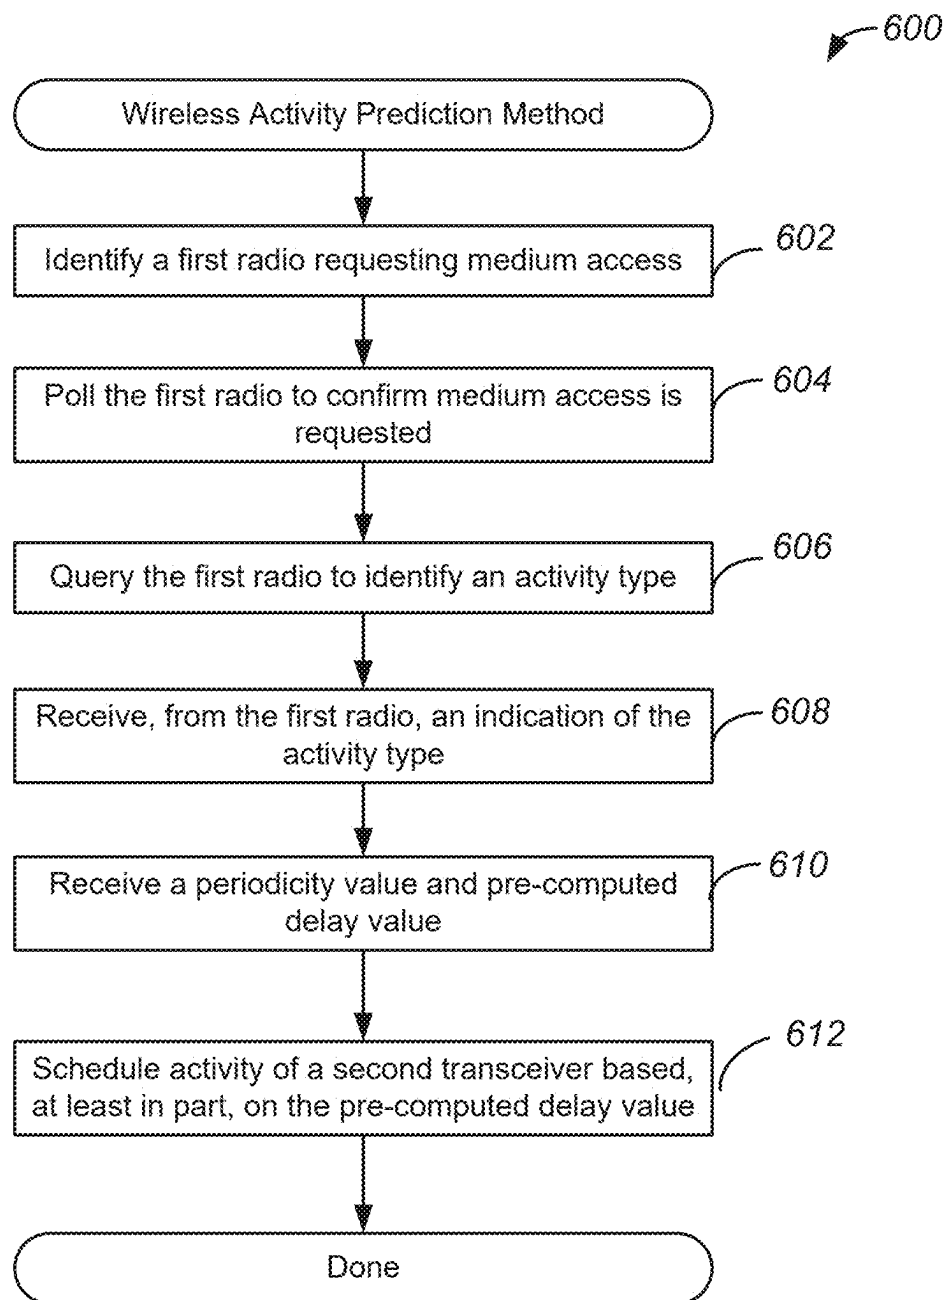 600
Wireless Activity Prediction Method
Identify a first radio requesting medium access
602
Poll the first radio to confirm medium access is
requested
604
Query the first radio to identify an activity type
606
Receive, from the first radio, an indication of the
activity type
608
Receive a periodicity value and pre-computed
delay value
610
Schedule activity of a second transceiver based,
at least in part, on the pre-computed delay value
612
Done